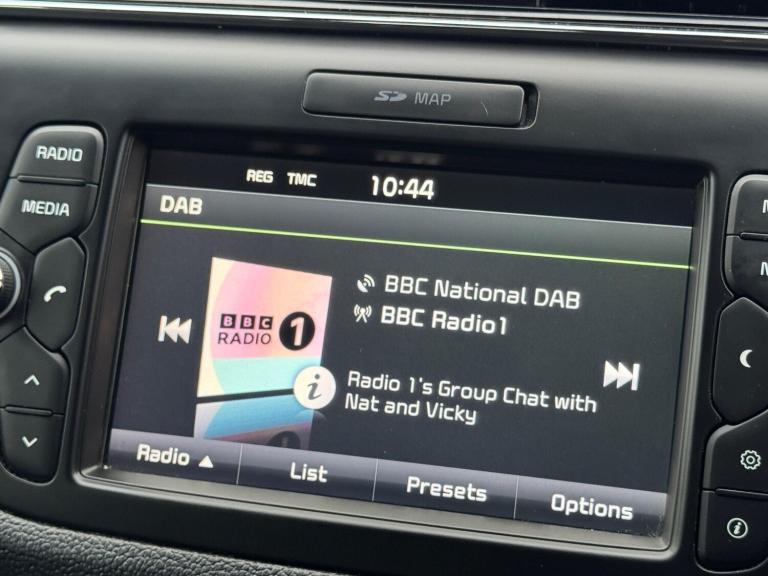 SD MAP
RADIO
MEDIA
REG TMC 10:44
DAB
BBC National DAB
BBC Radio1
BBC
RADIO 1
i
Radio 1's Group Chat with
Nat and Vicky
Radio ▲
List
Presets
Options
i